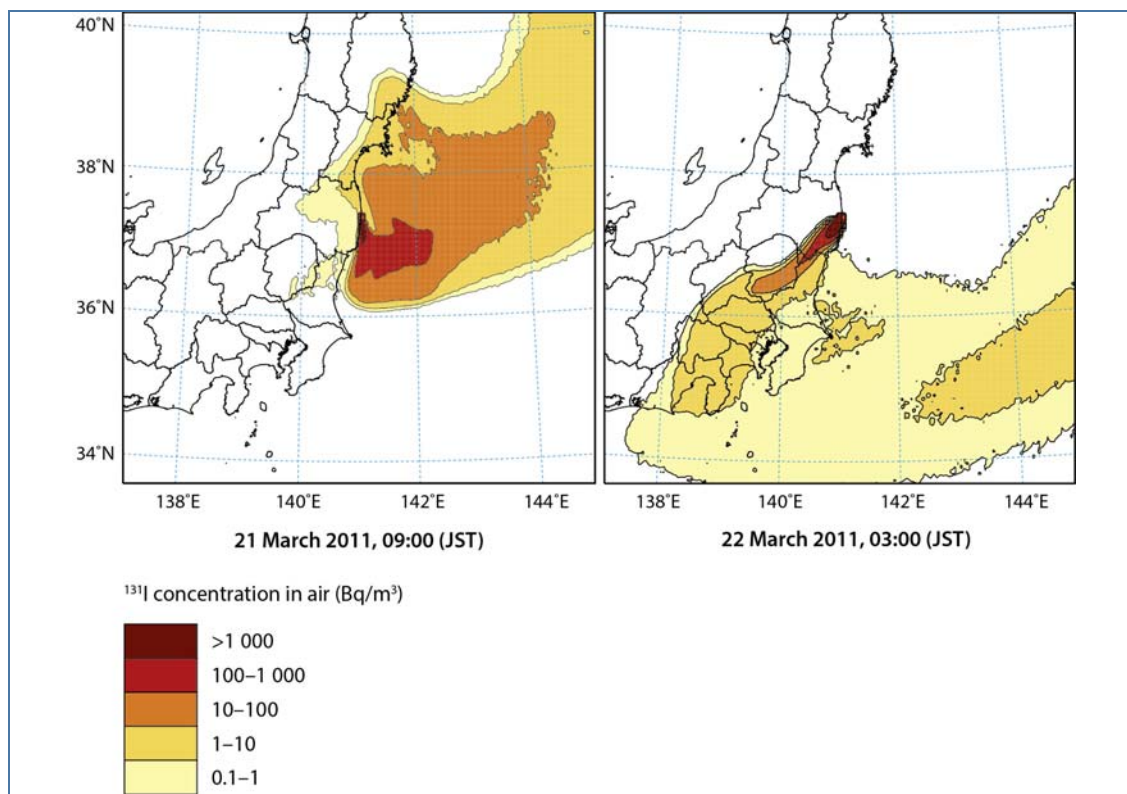 40°N
38°N
36°N
34°N
138°E 140°E 142°E 144°E
138°E 140°E 142°E 144°E
21 March 2011, 09:00 (JST)
22 March 2011, 03:00 (JST)
¹³¹I concentration in air (Bq/m³)
>1 000
100–1 000
10–100
1–10
0.1–1